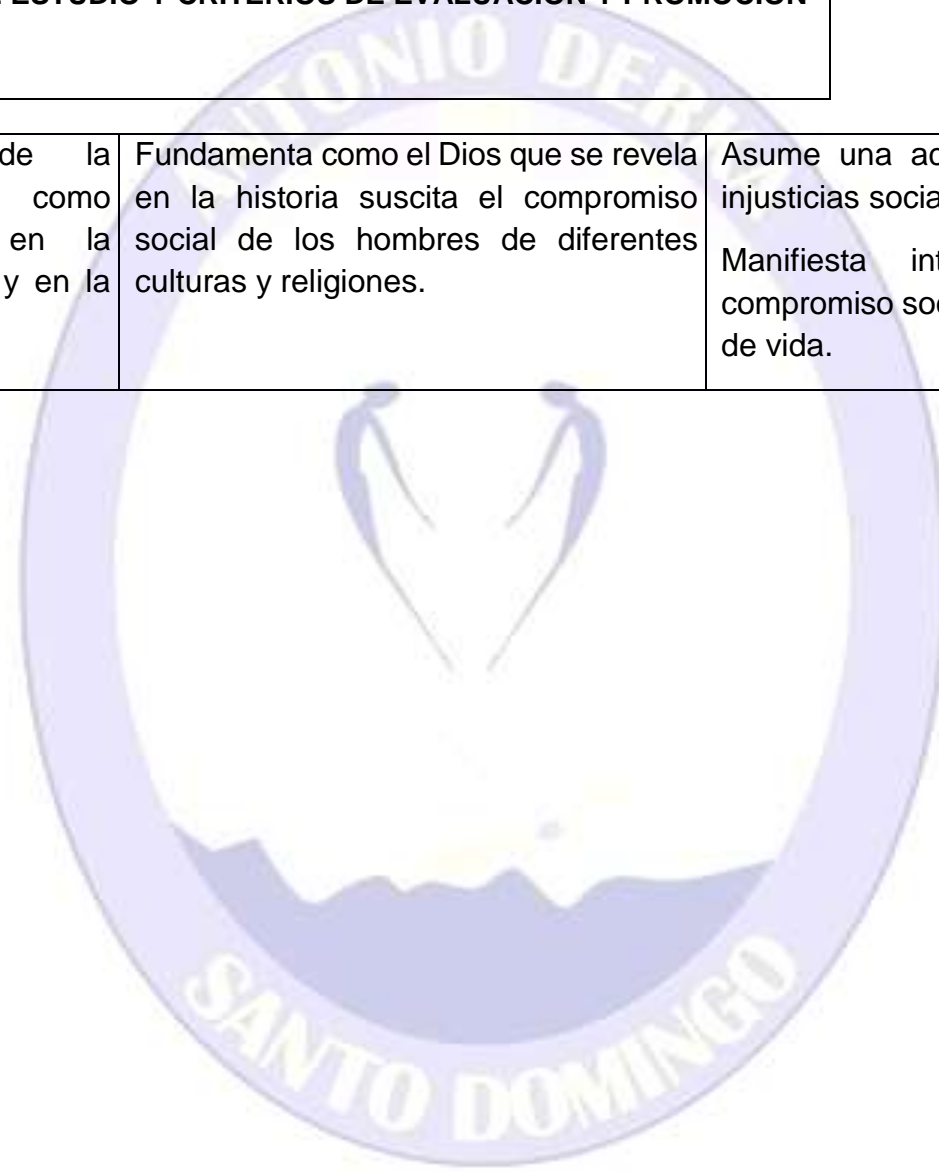 ESTUDIO Y CRITERIOS DE EVALUACIÓN Y PROMOCIÓN
de la
como
en la
y en la
Fundamenta como el Dios que se revela
en la historia suscita el compromiso
social de los hombres de diferentes
culturas y religiones.
Asume una
injusticias
Manifiesta
compromiso
de vida.
ANTONIO
SANTO DOMINGO